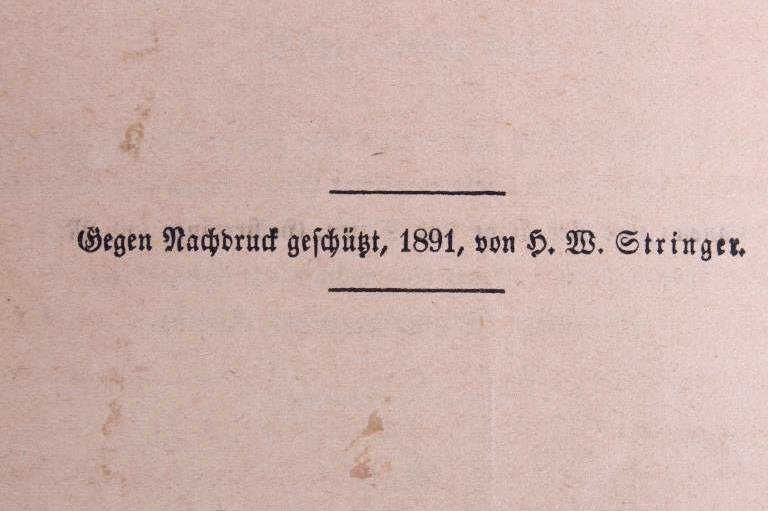 Gegen Nachdruck geſchützt, 1891, von H. W. Stringer.